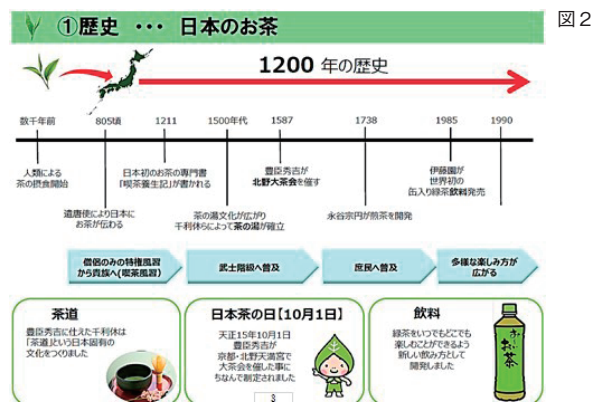 図2
①歴史 ・・・ 日本のお茶
1200 年の歴史
数千年前
805頃
1211
1500年代
1587
1738
1985
1990
人類による
茶の摂食開始
遣唐使により日本に
お茶が伝わる
日本初のお茶の専門書
「喫茶養生記」が書かれる
茶の湯文化が広がり
千利休らによって茶の湯が確立
豊臣秀吉が
北野大茶会を催す
永谷宗円が煎茶を開発
伊藤園が
世界初の
缶入り緑茶飲料発売
僧侶のみの特権風習
から貴族へ(喫茶風習)
武士階級へ普及
庶民へ普及
多様な楽しみ方が
広がる
茶道
豊臣秀吉に仕えた千利休は
「茶道」という日本固有の
文化をつくりました
日本茶の日【10月1日】
天正15年10月1日
豊臣秀吉が
京都・北野天満宮で
大茶会を催した事に
ちなんで制定されました
飲料
緑茶をいつでもどこでも
楽しむことができるよう
新しい飲み方として
開発しました
お～い
お茶
3